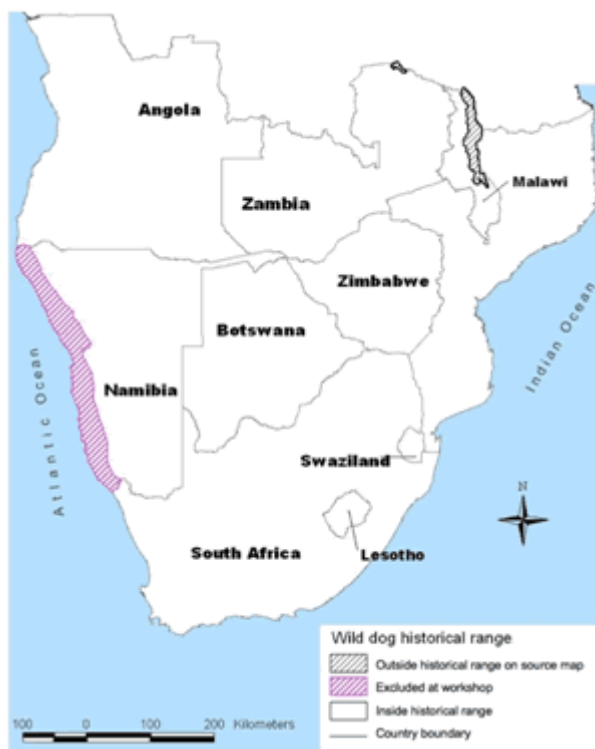 Angola
Malawi
Zambia
Zimbabwe
Botswana
Namibia
Atlantic Ocean
Indian Ocean
Swaziland
N
South Africa
Lesotho
Wild dog historical range
Outside historical range on source map
Excluded at workshop
Inside historical range
Country boundary
100 0 100 200 Kilometers